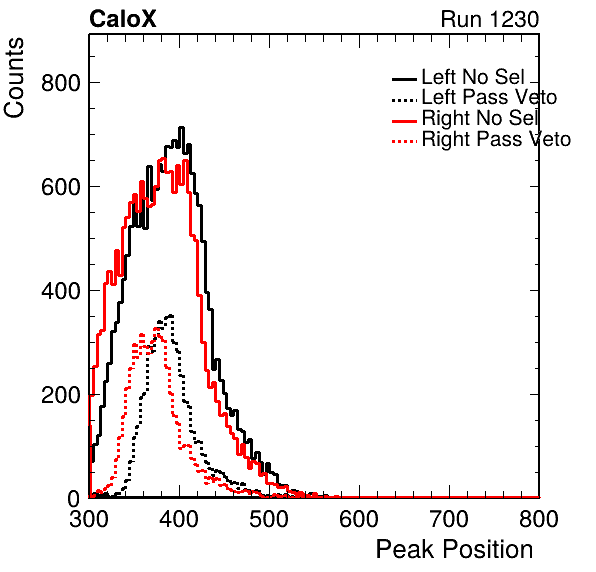 CaloX Run 1230
Counts
Left No Sel
Left Pass Veto
Right No Sel
Right Pass Veto
800
600
400
200
0
300 400 500 600 700 800
Peak Position